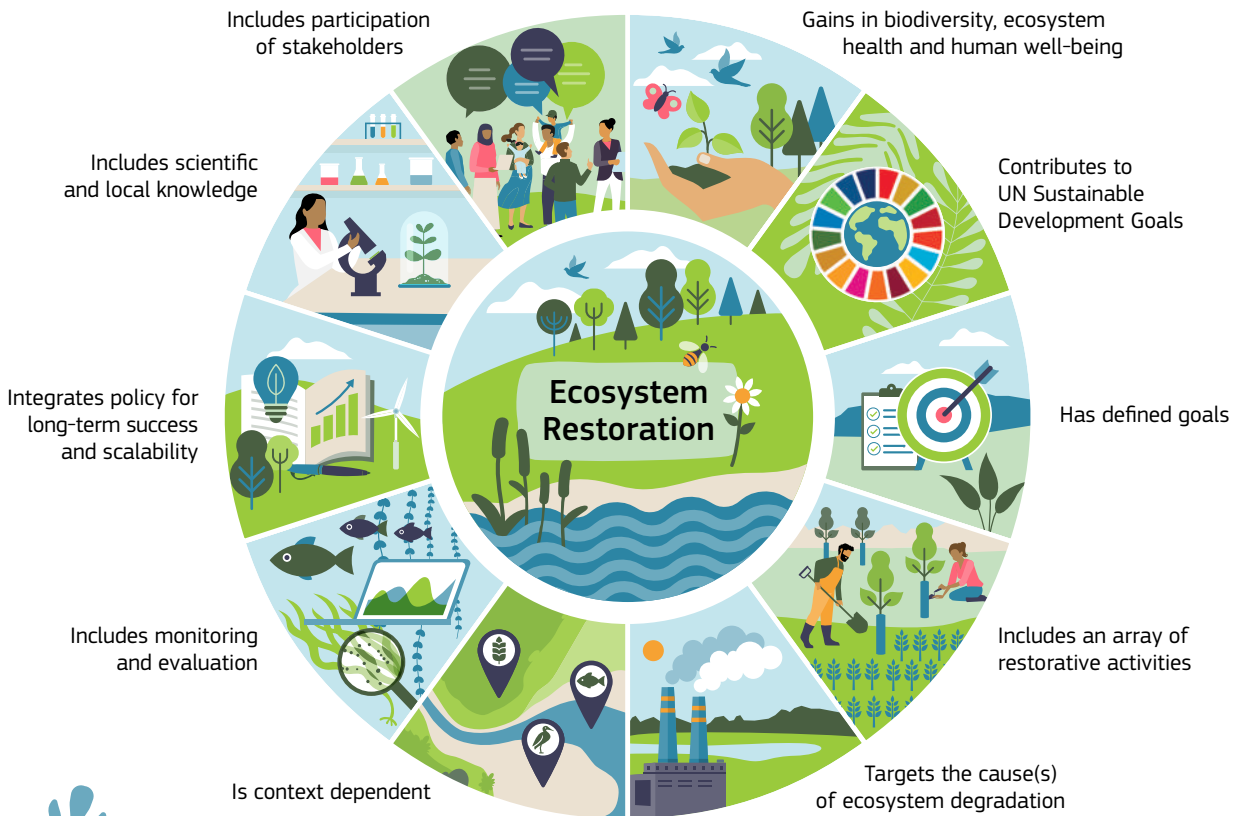 Includes participation
of stakeholders
Gains in biodiversity, ecosystem
health and human well-being
Includes scientific
and local knowledge
Contributes to
UN Sustainable
Development Goals
Ecosystem
Restoration
Integrates policy for
long-term success
and scalability
Has defined goals
Includes monitoring
and evaluation
Includes an array of
restorative activities
Is context dependent
Targets the cause(s)
of ecosystem degradation